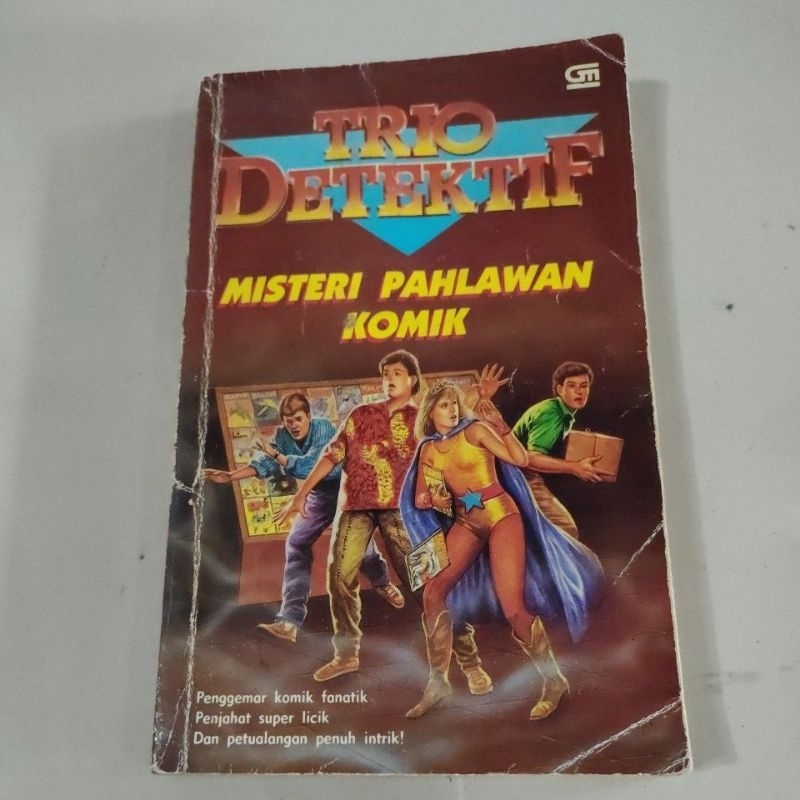 GM
TRIO
DETEKTIF
MISTERI PAHLAWAN
KOMIK
Penggemar komik fanatik
Penjahat super licik
Dan petualangan penuh intrik!